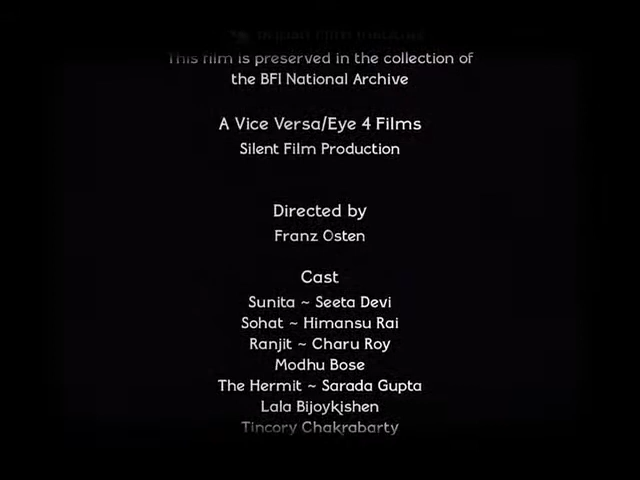 This film is preserved in the collection of
the BFI National Archive
A Vice Versa/Eye 4 Films
Silent Film Production
Directed by
Franz Osten
Cast
Sunita ~ Seeta Devi
Sohat ~ Himansu Rai
Ranjit ~ Charu Roy
Modhu Bose
The Hermit ~ Sarada Gupta
Lala Bijoykishen
Tincory Chakrabarty